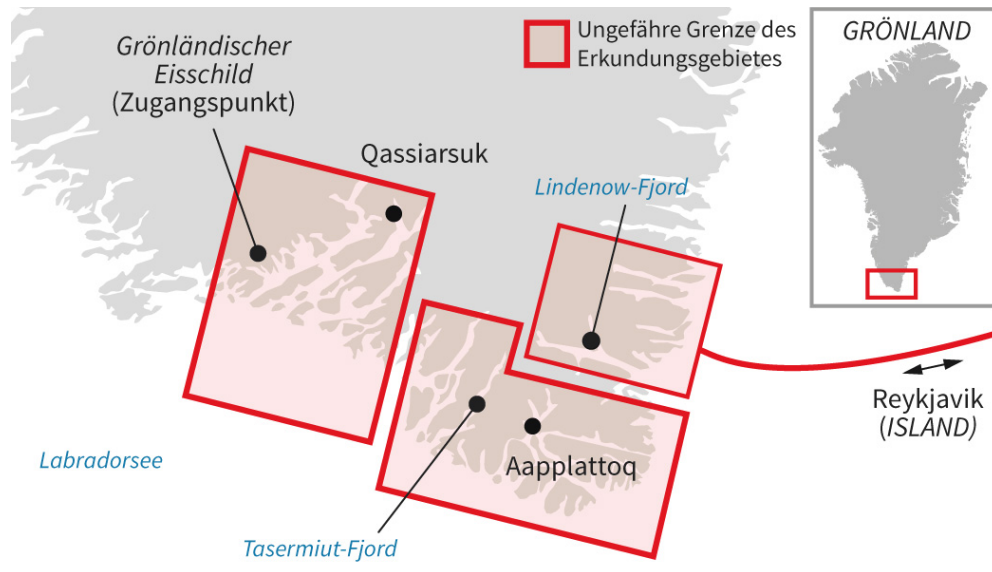 Grönländischer
Eisschild
(Zugangspunkt)
Ungefähre Grenze des
Erkundungsgebietes
GRÖNLAND
Qassiarsuk
Lindenow-Fjord
Reykjavik
(ISLAND)
Labradorsee
Aapplattoq
Tasermiut-Fjord